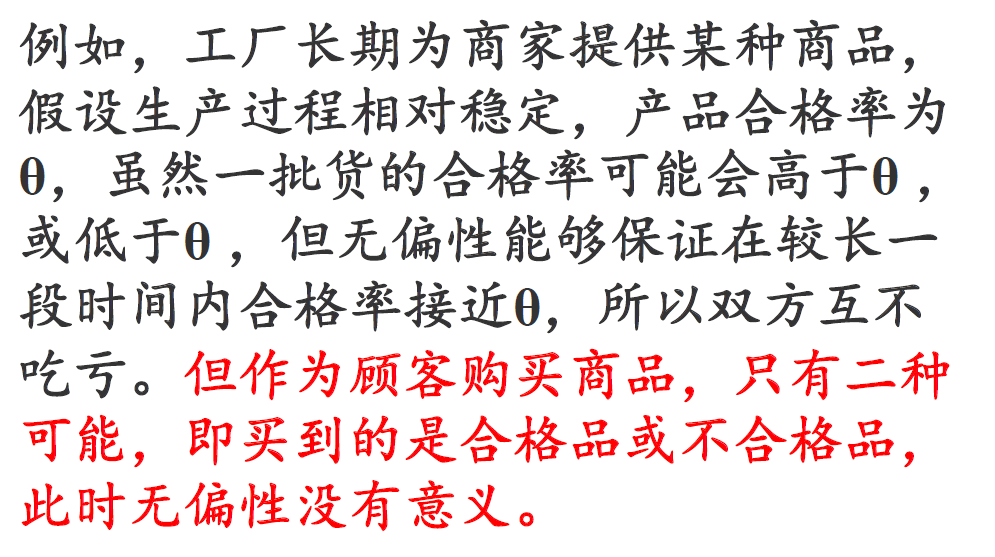 例如，工厂长期为商家提供某种商品，
假设生产过程相对稳定，产品合格率为
θ，虽然一批货的合格率可能会高于θ，
或低于θ，但无偏性能够保证在较长一
段时间内合格率接近θ，所以双方互不
吃亏。但作为顾客购买商品，只有二种
可能，即买到的是合格品或不合格品，
此时无偏性没有意义。